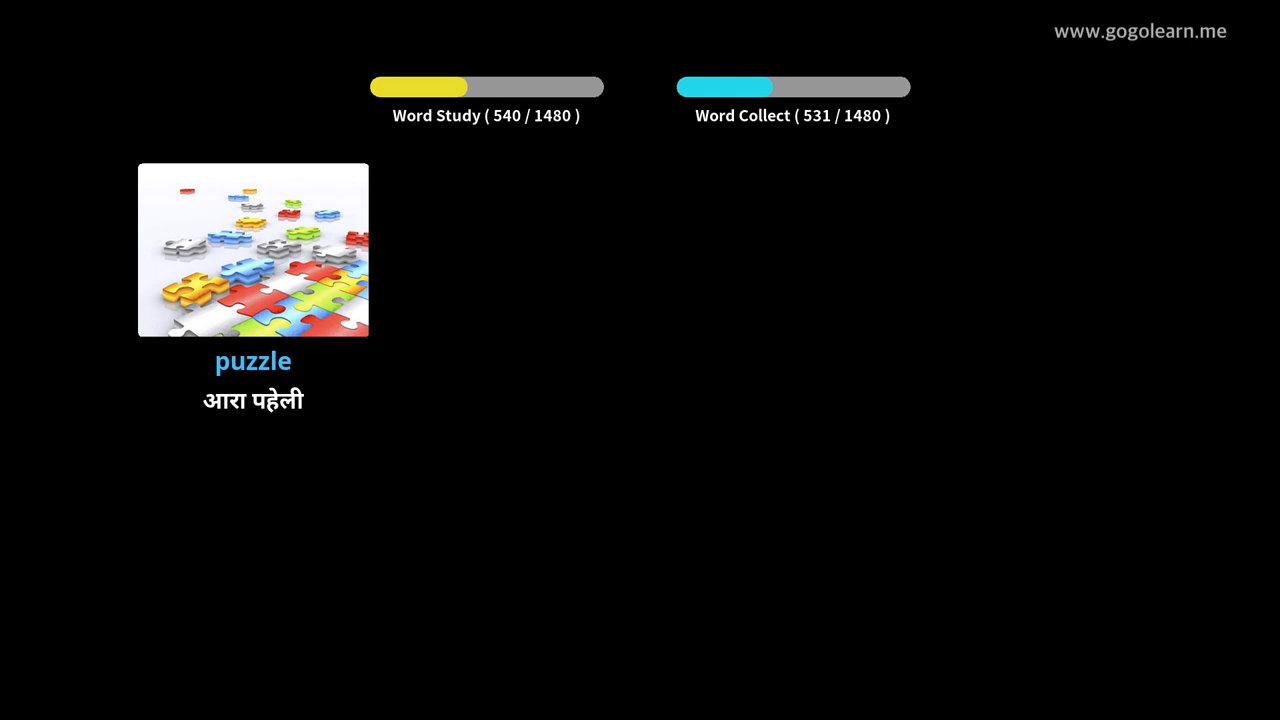 www.gogolearn.me
Word Study ( 540 / 1480 )
Word Collect ( 531 / 1480 )
puzzle
आरा पहेली